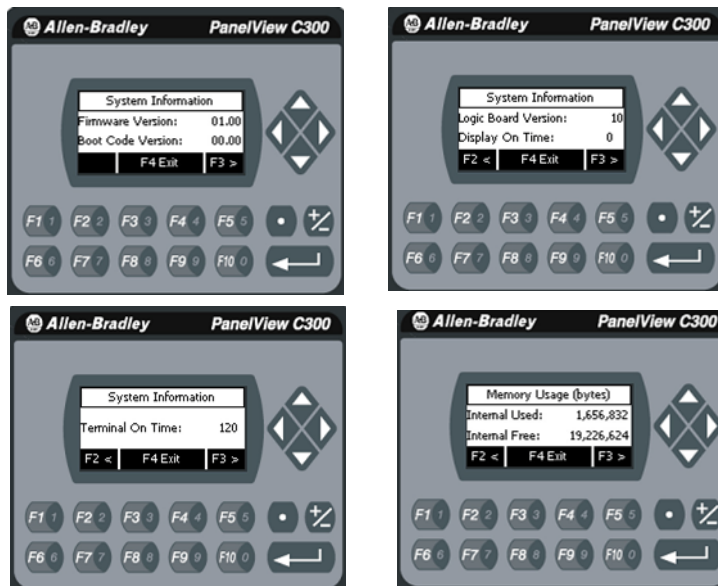 Allen-Bradley PanelView C300
System Information
Firmware Version: 01.00
Boot Code Version: 00.00
F4 Exit F3 >
F1 1 F2 2 F3 3 F4 4 F5 5 • +/-
F6 6 F7 7 F8 8 F9 9 F10 0
Allen-Bradley PanelView C300
System Information
Logic Board Version: 10
Display On Time: 0
F2 < F4 Exit F3 >
F1 1 F2 2 F3 3 F4 4 F5 5 • +/-
F6 6 F7 7 F8 8 F9 9 F10 0
Allen-Bradley PanelView C300
System Information
Terminal On Time: 120
F2 < F4 Exit F3 >
F1 1 F2 2 F3 3 F4 4 F5 5 • +/-
F6 6 F7 7 F8 8 F9 9 F10 0
Allen-Bradley PanelView C300
Memory Usage (bytes)
Internal Used: 1,656,832
Internal Free: 19,226,624
F2 < F4 Exit F3 >
F1 1 F2 2 F3 3 F4 4 F5 5 • +/-
F6 6 F7 7 F8 8 F9 9 F10 0